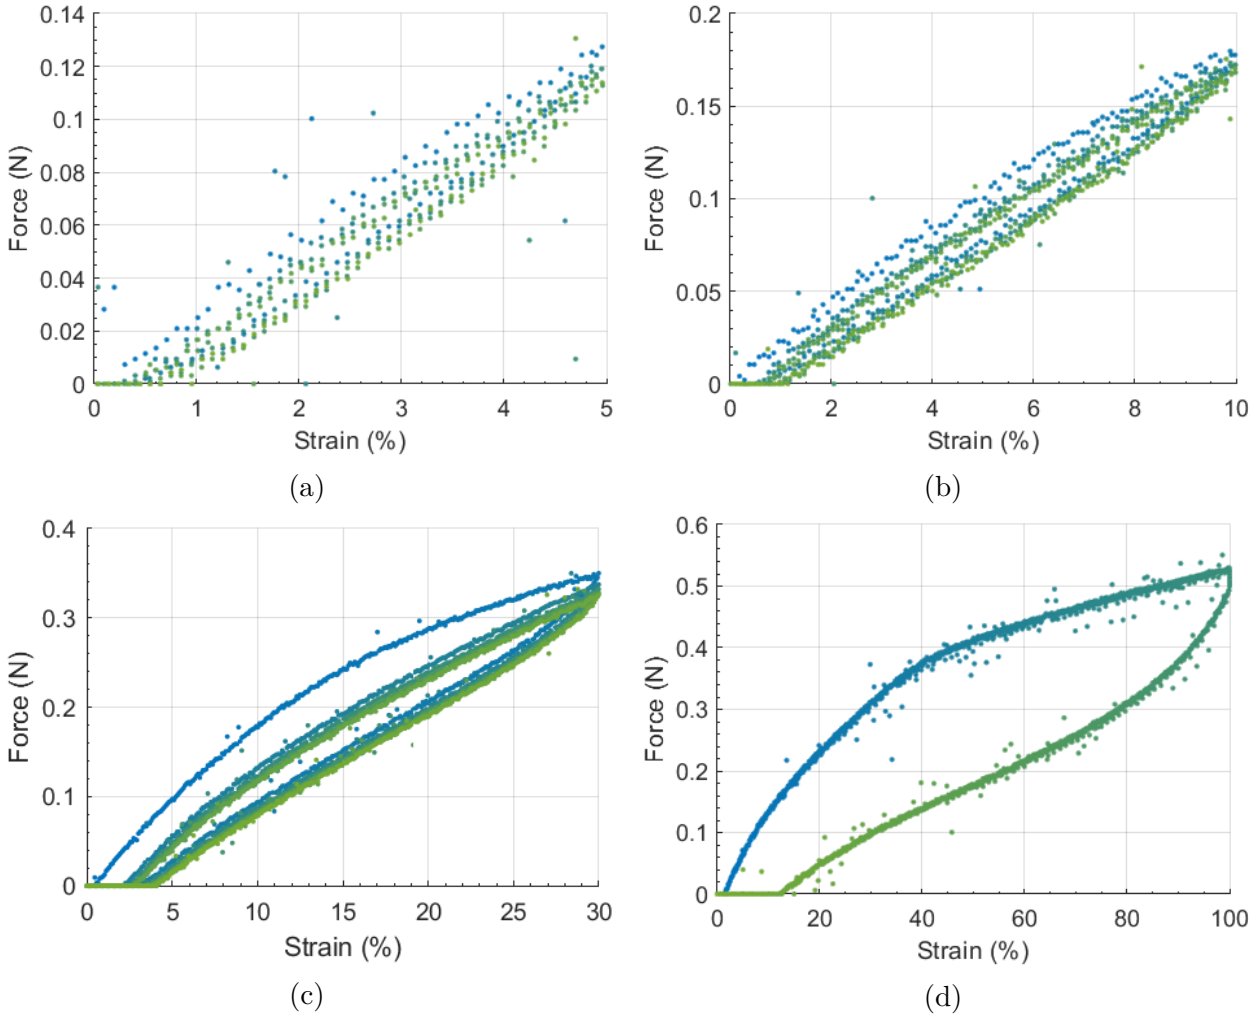 0.14
0.12
0.1
0.08
0.06
0.04
0.02
0
Force (N)
0 1 2 3 4 5
Strain (%)
(a)
0.2
0.15
0.1
0.05
0
Force (N)
0 2 4 6 8 10
Strain (%)
(b)
0.4
0.3
0.2
0.1
0
Force (N)
0 5 10 15 20 25 30
Strain (%)
(c)
0.6
0.5
0.4
0.3
0.2
0.1
0
Force (N)
0 20 40 60 80 100
Strain (%)
(d)